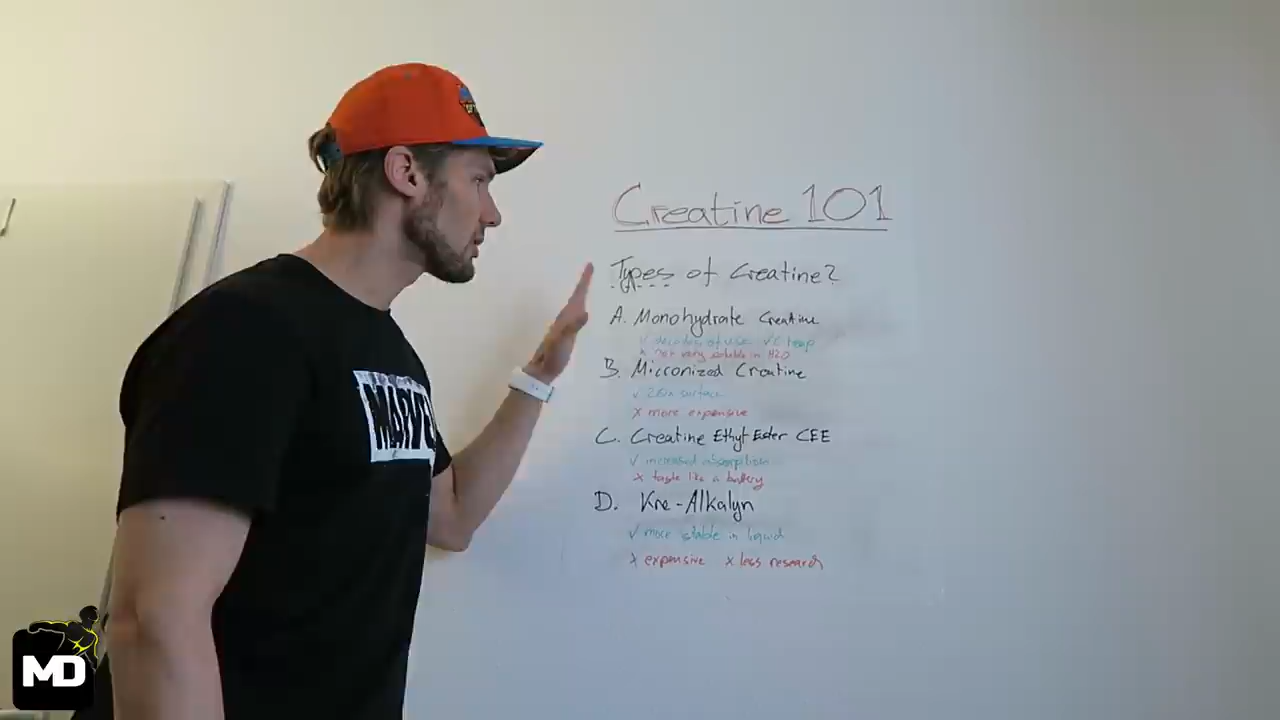 Creatine 101
Types of Creatine?
A. Monohydrate Creatine
✓ decades of use ✓ Cheap
x not very soluble in H2O
B. Micronized Creatine
✓ surface
x more expensive
C. Creatine Ethyl Ester CEE
✓ increased absorption
x taste like a battery
D. Kre-Alkalyn
✓ more stable in liquid
x expensive x less research
MARVEL
MD